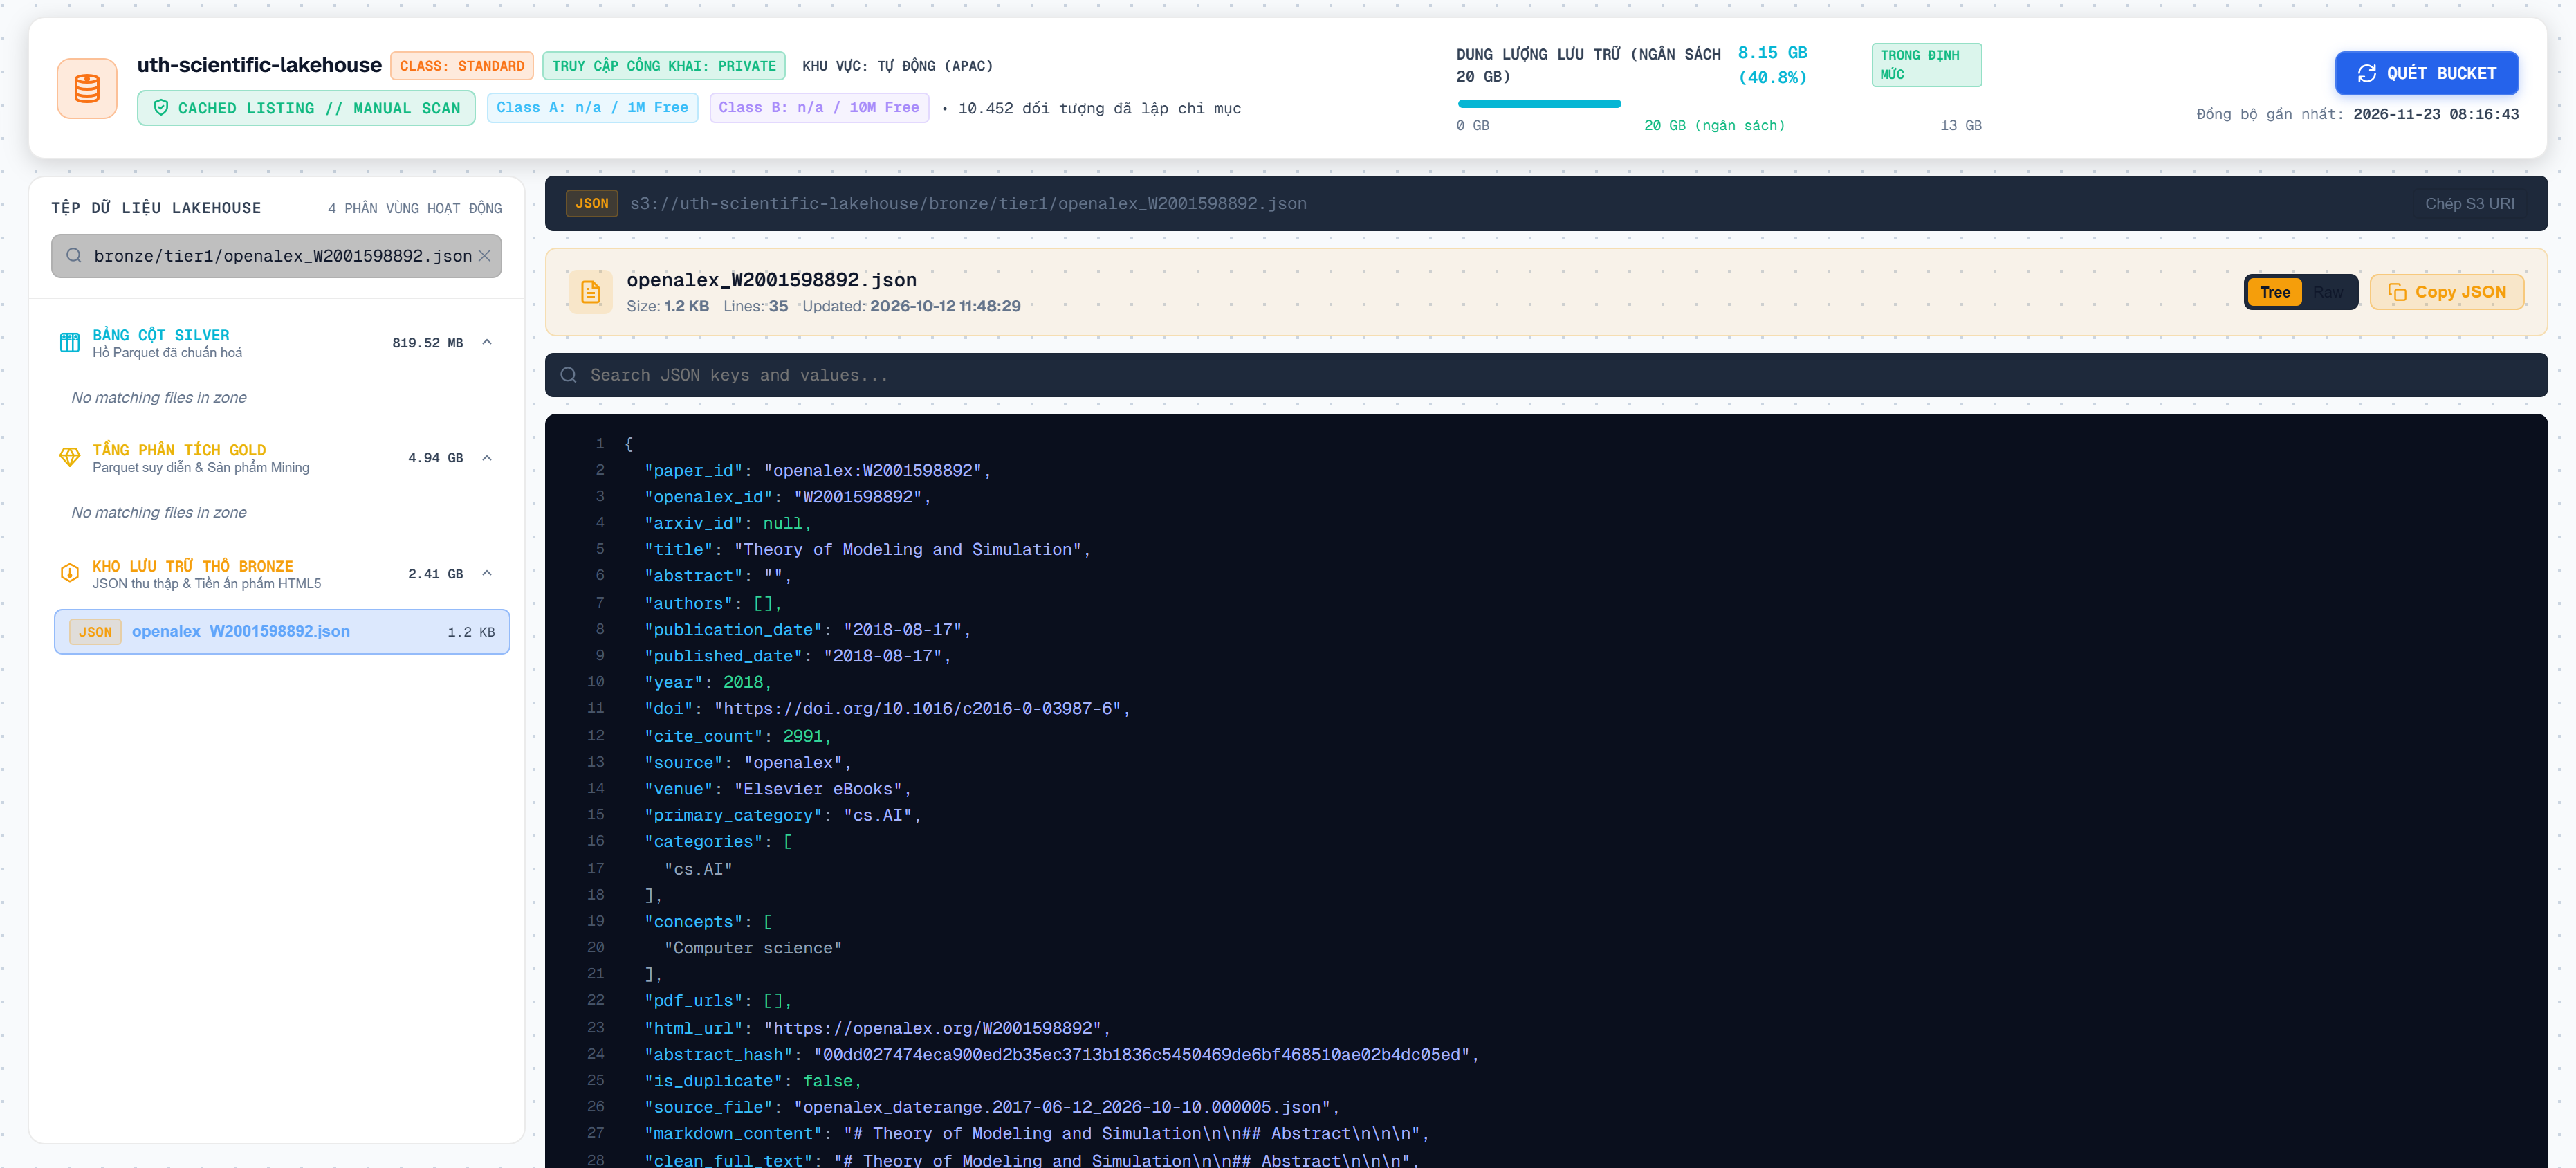 uth-scientific-lakehouse CLASS: STANDARD TRUY CẬP CÔNG KHAI: PRIVATE KHU VỰC: TỰ ĐỘNG (APAC)
CACHED LISTING // MANUAL SCAN Class A: n/a / 1M Free Class B: n/a / 10M Free • 10.452 đối tượng đã lập chỉ mục
DUNG LƯỢNG LƯU TRỮ (NGÂN SÁCH 20 GB)
8.15 GB (40.8%)
TRONG ĐỊNH MỨC
0 GB 20 GB (ngân sách) 13 GB
QUÉT BUCKET
Đồng bộ gần nhất: 2026-11-23 08:16:43
TỆP DỮ LIỆU LAKEHOUSE 4 PHÂN VÙNG HOẠT ĐỘNG
bronze/tier1/openalex_W2001598892.json
BẢNG CỘT SILVER 819.52 MB
Hồ Parquet đã chuẩn hoá
No matching files in zone
TẦNG PHÂN TÍCH GOLD 4.94 GB
Parquet suy diễn & Sản phẩm Mining
No matching files in zone
KHO LƯU TRỮ THÔ BRONZE 2.41 GB
JSON thu thập & Tiền ấn phẩm HTML5
JSON openalex_W2001598892.json 1.2 KB
JSON s3://uth-scientific-lakehouse/bronze/tier1/openalex_W2001598892.json Chép S3 URI
openalex_W2001598892.json
Size: 1.2 KB Lines: 35 Updated: 2026-10-12 11:48:29
Tree Raw Copy JSON
Search JSON keys and values...
1 {
2 "paper_id": "openalex:W2001598892",
3 "openalex_id": "W2001598892",
4 "arxiv_id": null,
5 "title": "Theory of Modeling and Simulation",
6 "abstract": "",
7 "authors": [],
8 "publication_date": "2018-08-17",
9 "published_date": "2018-08-17",
10 "year": 2018,
11 "doi": "https://doi.org/10.1016/c2016-0-03987-6",
12 "cite_count": 2991,
13 "source": "openalex",
14 "venue": "Elsevier eBooks",
15 "primary_category": "cs.AI",
16 "categories": [
17 "cs.AI"
18 ],
19 "concepts": [
20 "Computer science"
21 ],
22 "pdf_urls": [],
23 "html_url": "https://openalex.org/W2001598892",
24 "abstract_hash": "00dd027474eca900ed2b35ec3713b1836c5450469de6bf468510ae02b4dc05ed",
25 "is_duplicate": false,
26 "source_file": "openalex_daterange.2017-06-12_2026-10-10.000005.json",
27 "markdown_content": "# Theory of Modeling and Simulation\n\n## Abstract\n\n\n",
28 "clean_full_text": "# Theory of Modeling and Simulation\n\n## Abstract\n\n\n",